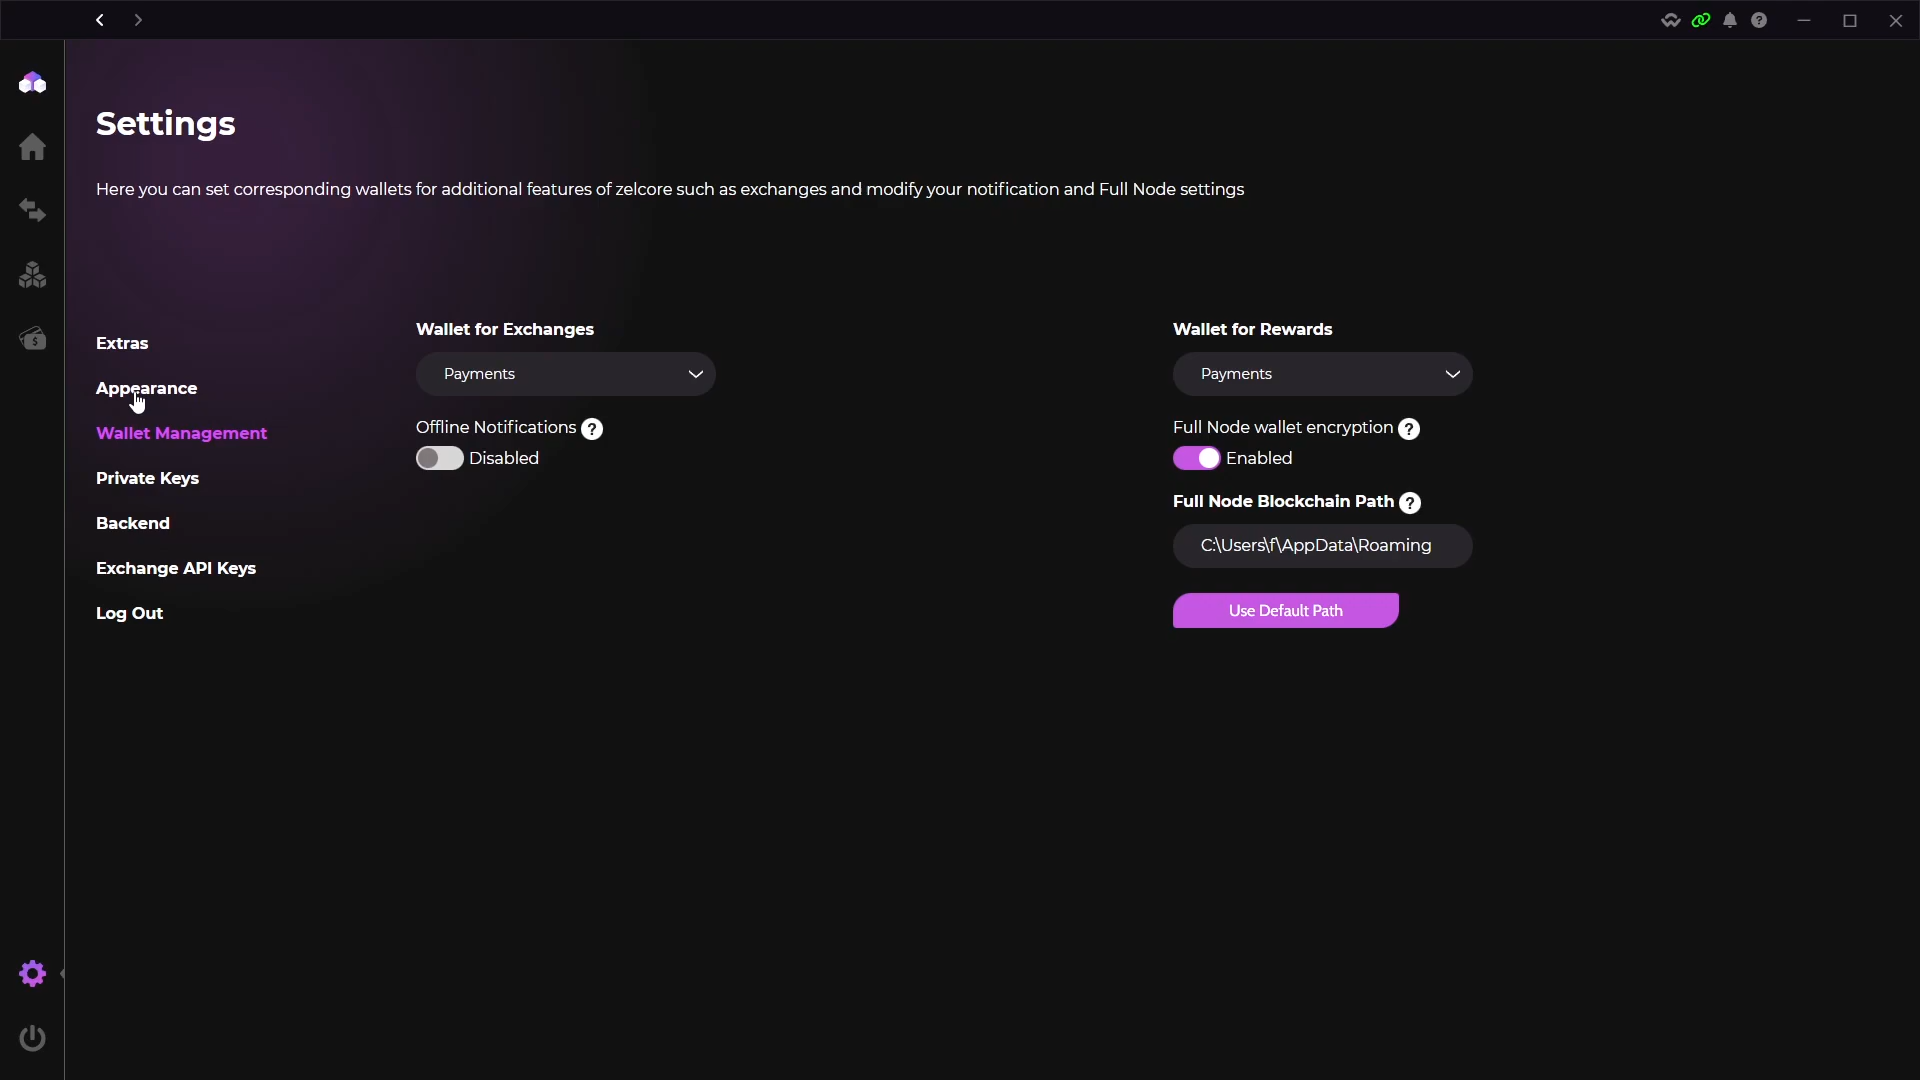 Settings
Here you can set corresponding wallets for additional features of zelcore such as exchanges and modify your notification and Full Node settings
Extras
Appearance
Wallet Management
Private Keys
Backend
Exchange API Keys
Log Out
Wallet for Exchanges
Payments
Offline Notifications ?
Disabled
Wallet for Rewards
Payments
Full Node wallet encryption ?
Enabled
Full Node Blockchain Path ?
C:\Users\f\AppData\Roaming
Use Default Path